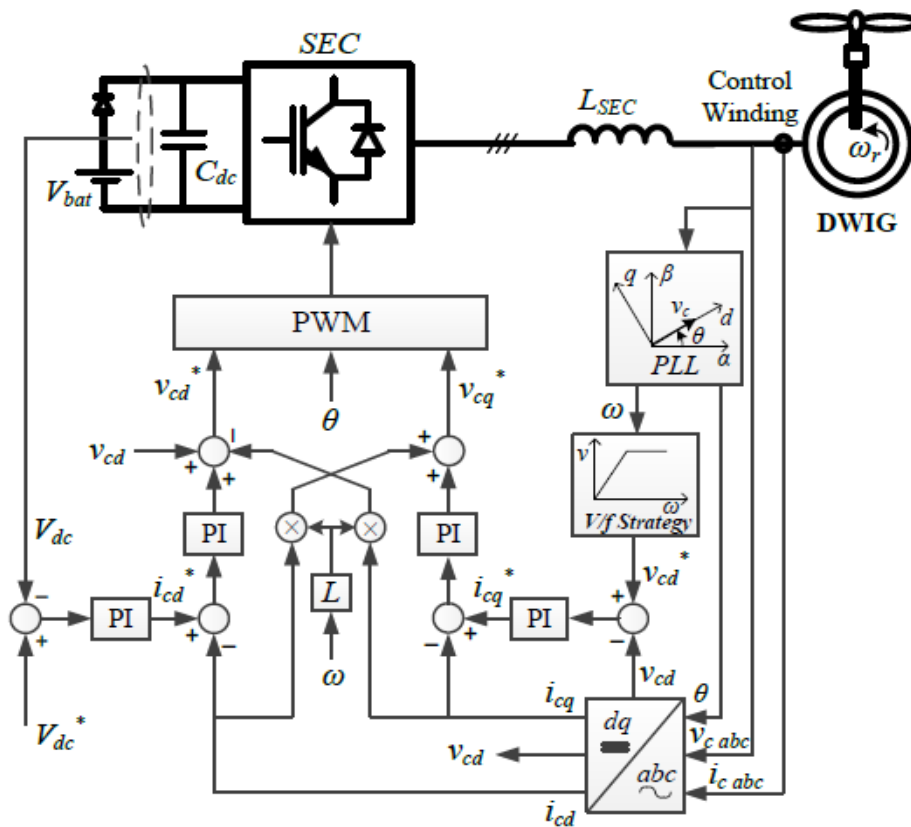 SEC
L_SEC
Control
Winding
ω_r
C_dc
V_bat
DWIG
q
β
v_c
d
θ
α
PLL
PWM
v_cd*
θ
v_cq*
ω
v
ω
V/f Strategy
v_cd
+
+
+
+
V_dc
PI
PI
v_cd*
i_cd*
L
i_cq*
PI
PI
+
−
+
−
−
+
−
+
−
ω
v_cd
V_dc*
i_cq
θ
dq
v_c abc
v_cd
abc
i_c abc
i_cd